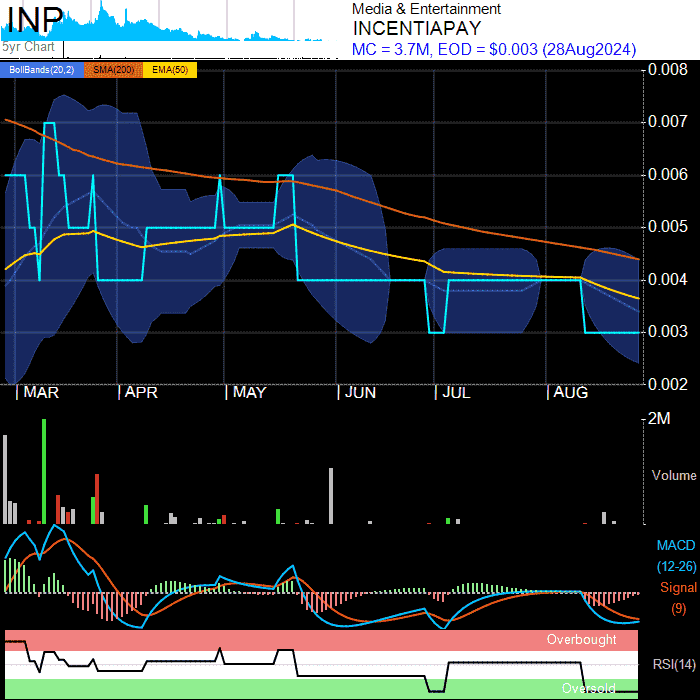 INP
5yr Chart
Media & Entertainment
INCENTIAPAY
MC = 3.7M, EOD = $0.003 (28Aug2024)
BollBands(20,2) SMA(200) EMA(50)
0.008
0.007
0.006
0.005
0.004
0.003
0.002
MAR APR MAY JUN JUL AUG
2M
Volume
MACD
(12-26)
Signal
(9)
Overbought
RSI(14)
Oversold